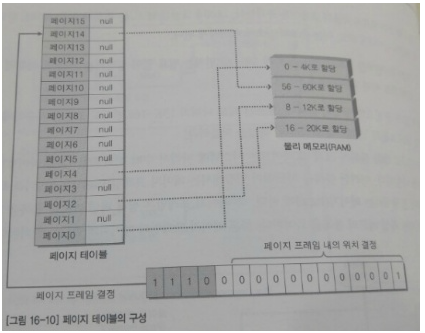 페이지15 null
페이지14
페이지13 null
페이지12 null
페이지11 null
페이지10 null
페이지9 null
페이지8 null
페이지7 null
페이지6 null
페이지5 null
페이지4
페이지3 null
페이지2
페이지1 null
페이지0
페이지 테이블
0 - 4K로 할당
56 - 60K로 할당
8 - 12K로 할당
16 - 20K로 할당
물리 메모리(RAM)
페이지 프레임 내의 위치 결정
페이지 프레임 결정
1 1 1 0 0 0 0 0 0 0 0 0 0 0 0 1
[그림 16-10] 페이지 테이블의 구성